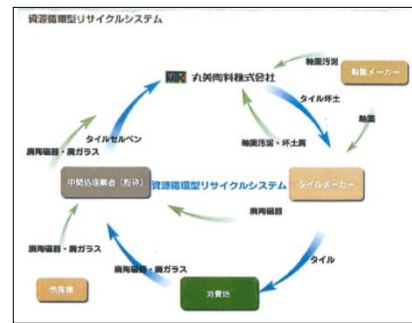 資源循環型リサイクルシステム
MK 丸美陶料株式会社
釉薬汚泥
釉薬メーカー
タイル坏土
釉薬
タイルセルベン
釉薬汚泥・坏土屑
廃陶磁器・廃ガラス
中間処理業者(粉砕)
資源循環型リサイクルシステム
タイルメーカー
廃陶磁器
廃陶磁器・廃ガラス
廃陶磁器・廃ガラス
タイル
他産業
消費地